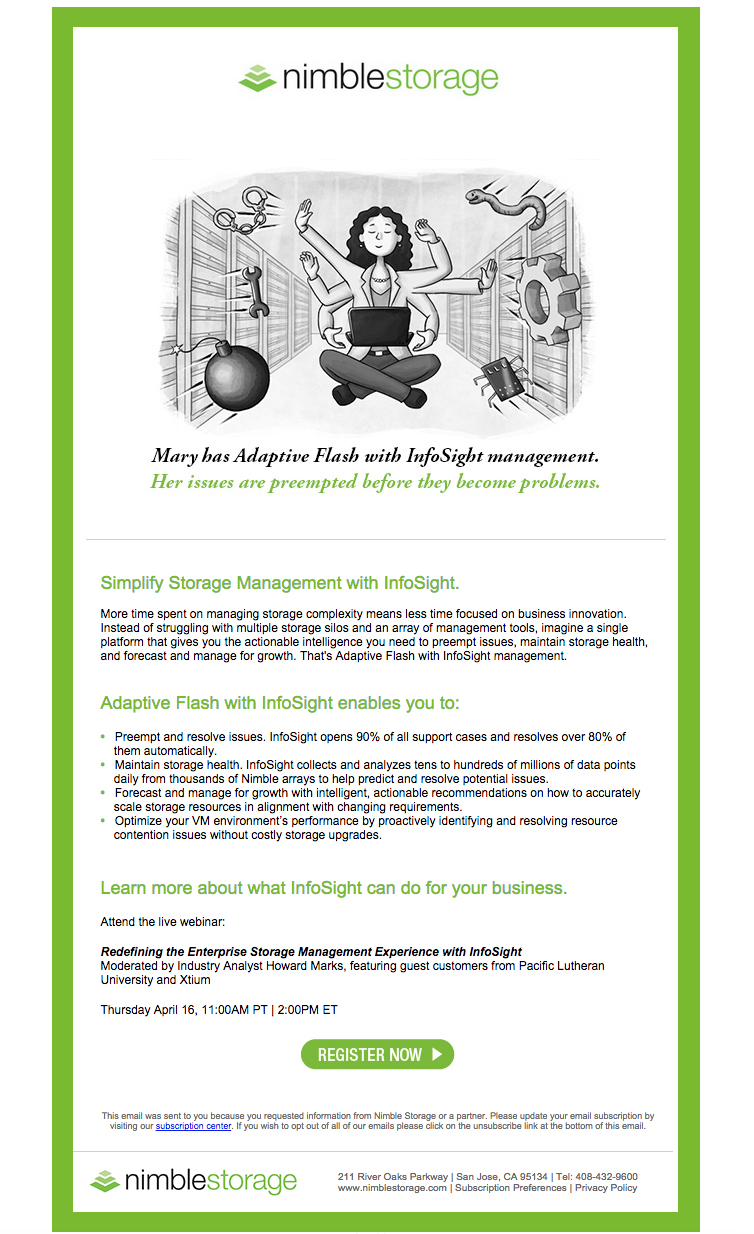 nimblestorage
Mary has Adaptive Flash with InfoSight management.
Her issues are preempted before they become problems.
Simplify Storage Management with InfoSight.
More time spent on managing storage complexity means less time focused on business innovation.
Instead of struggling with multiple storage silos and an array of management tools, imagine a single
platform that gives you the actionable intelligence you need to preempt issues, maintain storage health,
and forecast and manage for growth. That's Adaptive Flash with InfoSight management.
Adaptive Flash with InfoSight enables you to:
• Preempt and resolve issues. InfoSight opens 90% of all support cases and resolves over 80% of
them automatically.
• Maintain storage health. InfoSight collects and analyzes tens to hundreds of millions of data points
daily from thousands of Nimble arrays to help predict and resolve potential issues.
• Forecast and manage for growth with intelligent, actionable recommendations on how to accurately
scale storage resources in alignment with changing requirements.
• Optimize your VM environment's performance by proactively identifying and resolving resource
contention issues without costly storage upgrades.
Learn more about what InfoSight can do for your business.
Attend the live webinar:
Redefining the Enterprise Storage Management Experience with InfoSight
Moderated by Industry Analyst Howard Marks, featuring guest customers from Pacific Lutheran
University and Xtium
Thursday April 16, 11:00AM PT | 2:00PM ET
REGISTER NOW
This email was sent to you because you requested information from Nimble Storage or a partner. Please update your email subscription by
visiting our subscription center. If you wish to opt out of all of our emails please click on the unsubscribe link at the bottom of this email.
nimblestorage
211 River Oaks Parkway | San Jose, CA 95134 | Tel: 408-432-9600
www.nimblestorage.com | Subscription Preferences | Privacy Policy